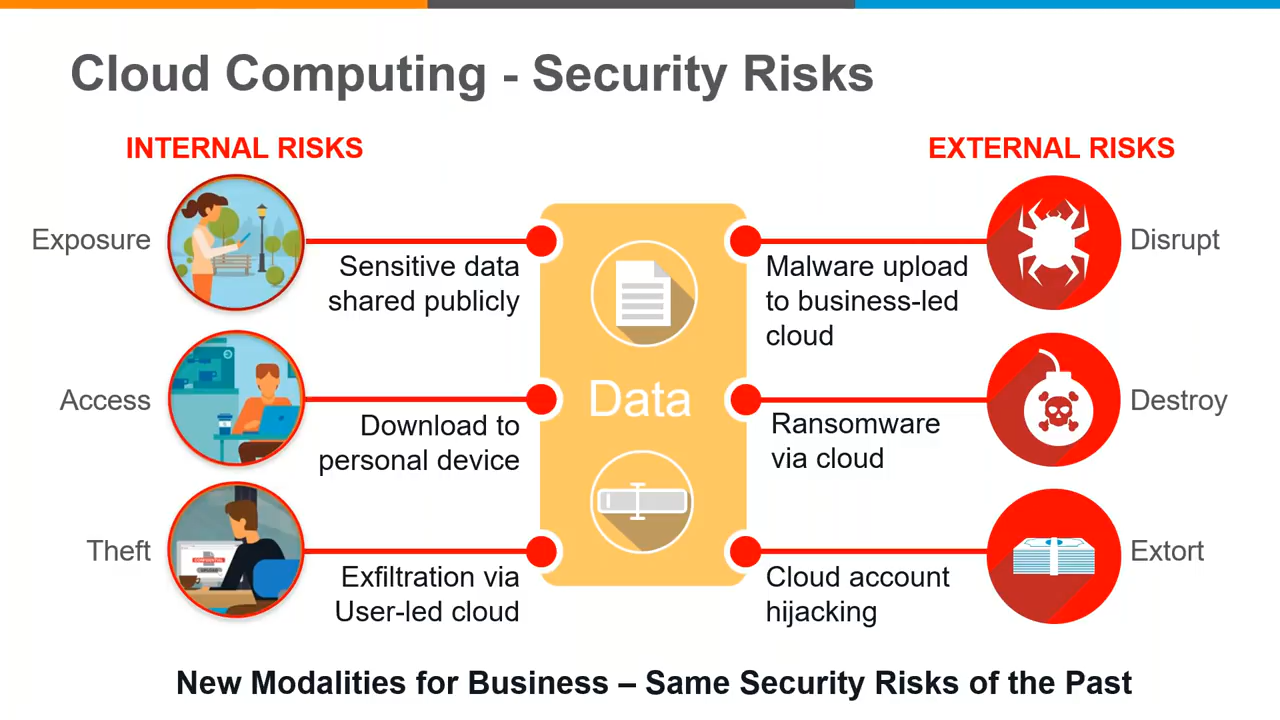 Cloud Computing - Security Risks
INTERNAL RISKS
Exposure
Sensitive data
shared publicly
Access
Download to
personal device
Theft
Exfiltration via
User-led cloud
Data
EXTERNAL RISKS
Disrupt
Malware upload
to business-led
cloud
Destroy
Ransomware
via cloud
Extort
Cloud account
hijacking
New Modalities for Business – Same Security Risks of the Past